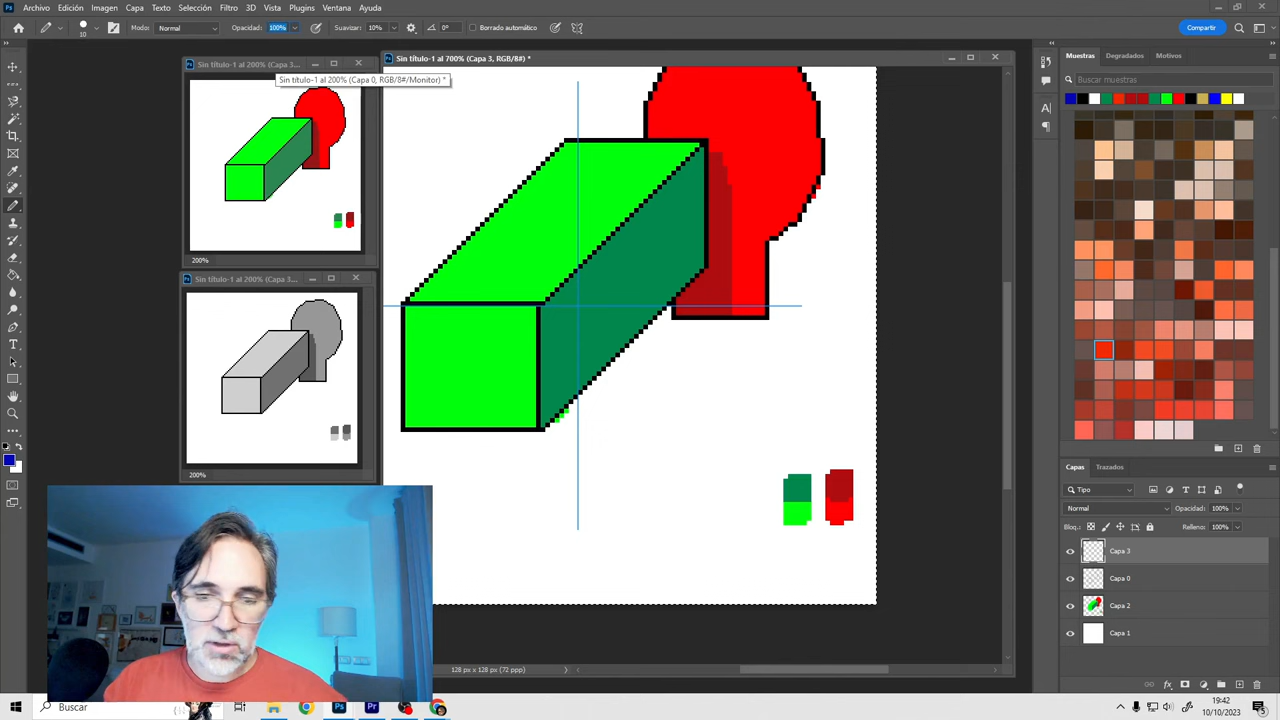 Archivo Edición Imagen Capa Texto Selección Filtro 3D Vista Plugins Ventana Ayuda
10 Modo: Normal Opacidad: 100% Suavizar: 10% 0° Borrado automático Compartir
Sin título-1 al 200% (Capa 3...
Sin título-1 al 700% (Capa 3, RGB/8#) *
Sin título-1 al 200% (Capa 0, RGB/8#/Monitor) *
Muestras Degradados Motivos
Buscar muestras
200%
Sin título-1 al 200% (Capa 3...
200%
Capas Trazados
Tipo
Normal Opacidad: 100%
Bloq.: Relleno: 100%
Capa 3
Capa 0
Capa 2
Capa 1
128 px x 128 px (72 ppp)
Buscar
19:42
10/10/2023